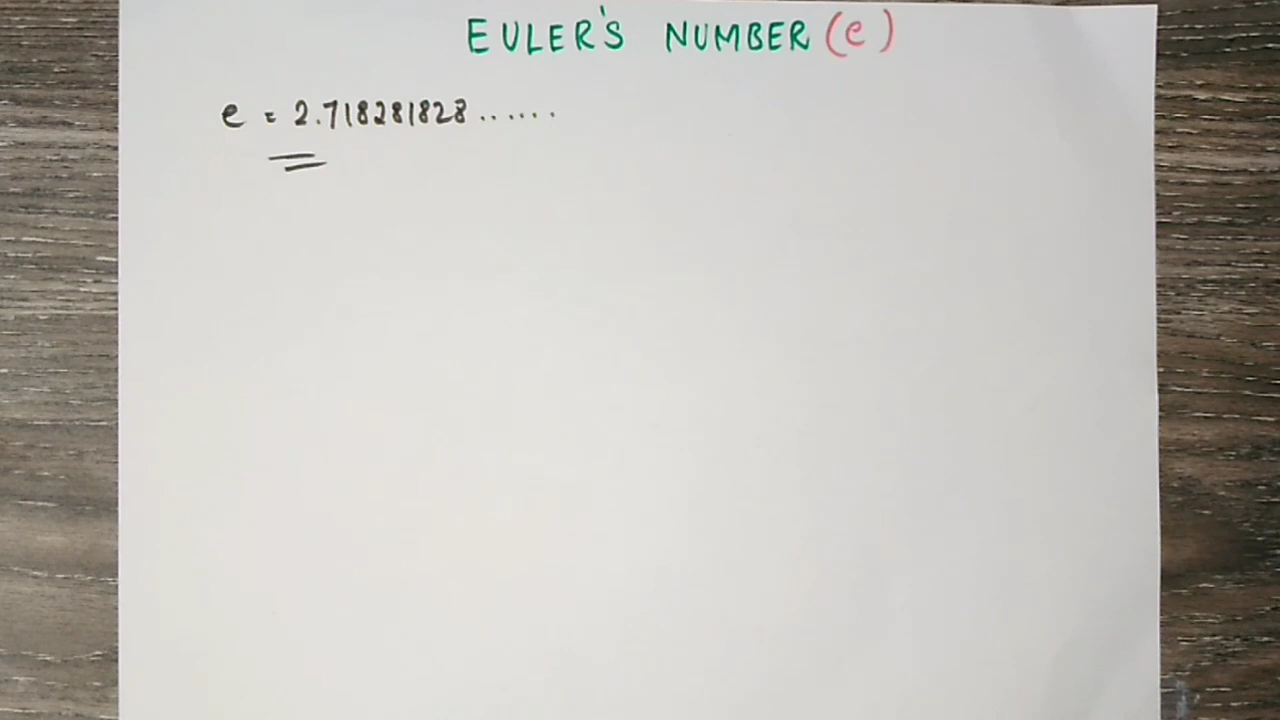 EULER'S NUMBER (e)
e = 2.718281828......